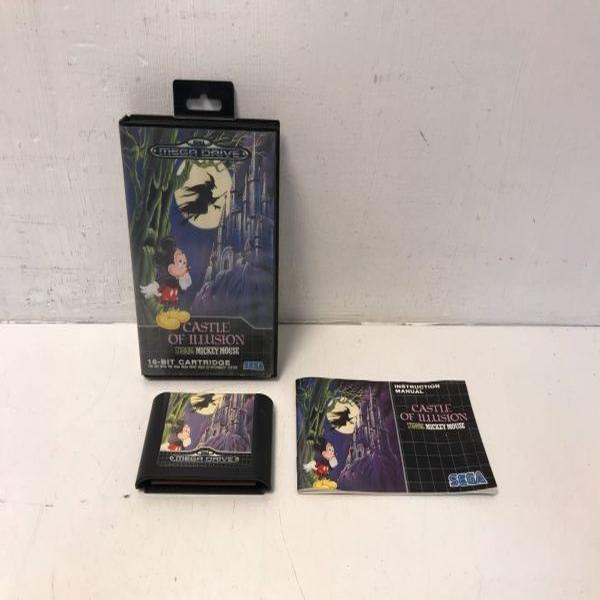 MEGA DRIVE
CASTLE
OF ILLUSION
STARRING MICKEY MOUSE
16-BIT CARTRIDGE
SEGA
MEGA DRIVE
INSTRUCTION
MANUAL
CASTLE
OF ILLUSION
STARRING MICKEY MOUSE
SEGA